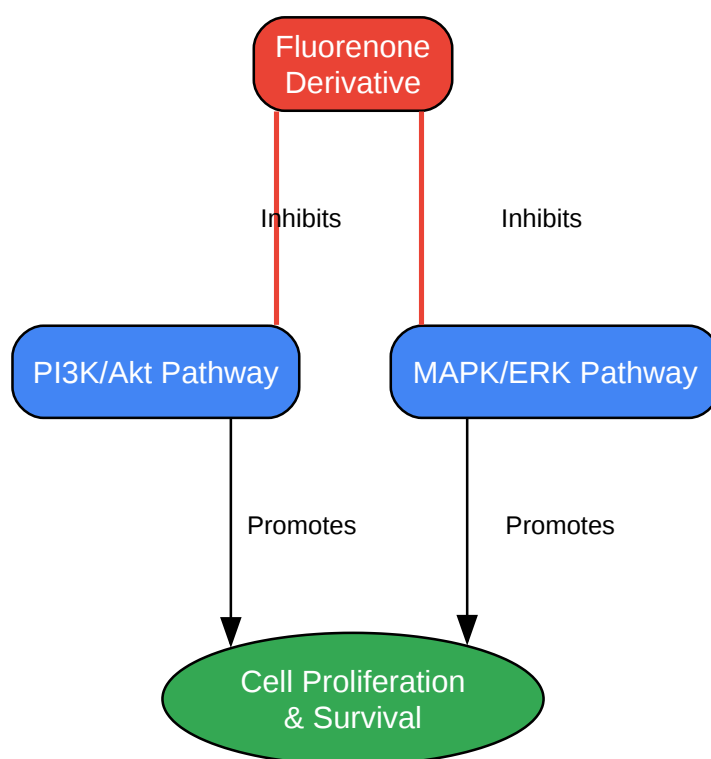 Fluorenone
Derivative
Inhibits
Inhibits
PI3K/Akt Pathway
MAPK/ERK Pathway
Promotes
Promotes
Cell Proliferation
& Survival